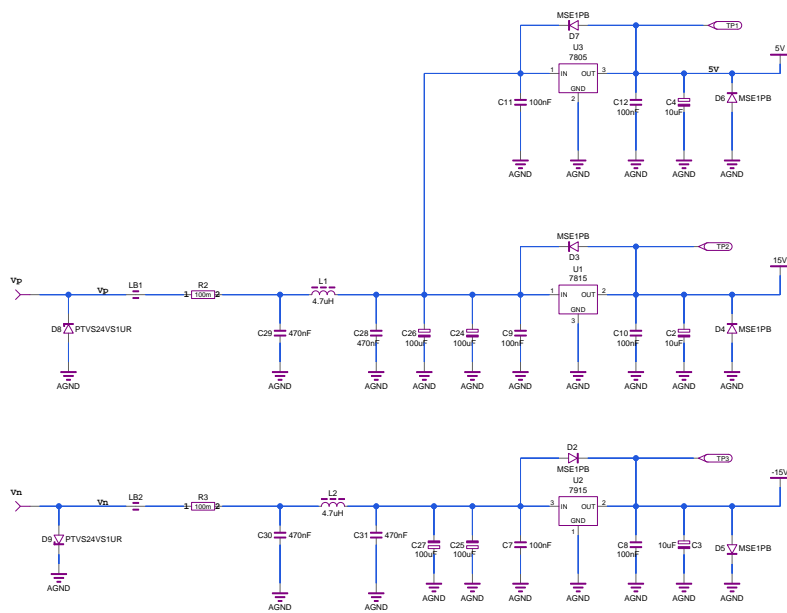 MSE1PB
D7
TP1
U3
7805
5V
1 IN OUT 3
5V
GND
2
C11 100nF
C12
100nF
C4
10uF
D6 MSE1PB
AGND AGND AGND AGND AGND
MSE1PB
D3
TP2
U1
7815
15V
Vp
Vp
LB1
R2
1 100m 2
L1
4.7uH
1 IN OUT 2
GND
3
D8 PTVS24VS1UR
C29 470nF
C28
470nF
C26
100uF
C24
100uF
C9
100nF
C10
100nF
C2
10uF
D4 MSE1PB
AGND AGND AGND AGND AGND AGND AGND AGND AGND AGND
D2
MSE1PB
TP3
U2
7915
-15V
Vn
Vn
LB2
R3
1 100m 2
L2
4.7uH
3 IN OUT 2
GND
1
D9 PTVS24VS1UR
C30 470nF
C31 470nF
C27
100uF
C25
100uF
C7 100nF
C8
100nF
10uF C3
D5 MSE1PB
AGND AGND AGND AGND AGND AGND AGND AGND AGND AGND